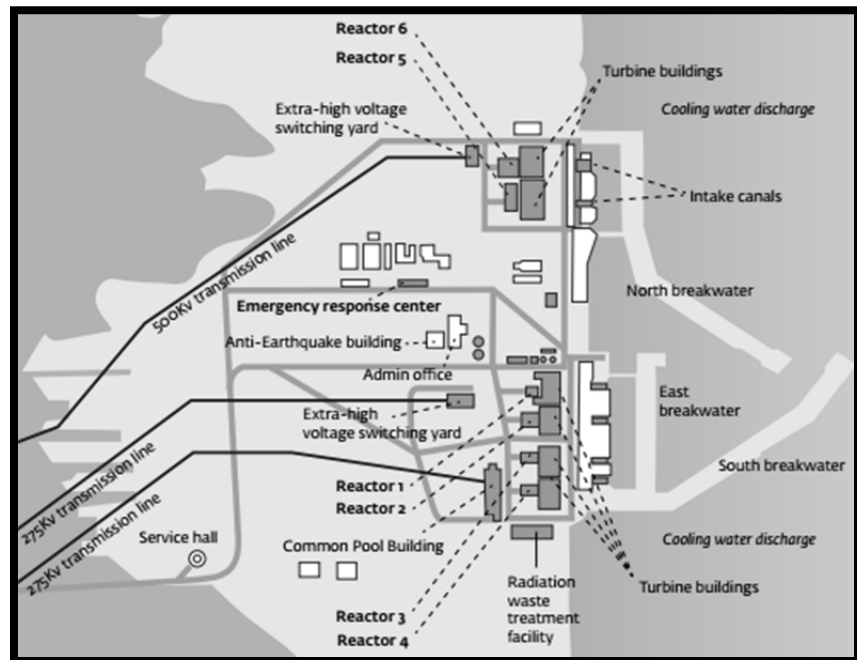 Reactor 6
Reactor 5
Turbine buildings
Extra-high voltage
switching yard
Cooling water discharge
Intake canals
500Kv transmission line
North breakwater
Emergency response center
Anti-Earthquake building
Admin office
East
breakwater
Extra-high
voltage switching yard
South breakwater
Reactor 1
Reactor 2
275Kv transmission line
275Kv transmission line
Service hall
Common Pool Building
Cooling water discharge
Radiation
waste
treatment
facility
Turbine buildings
Reactor 3
Reactor 4